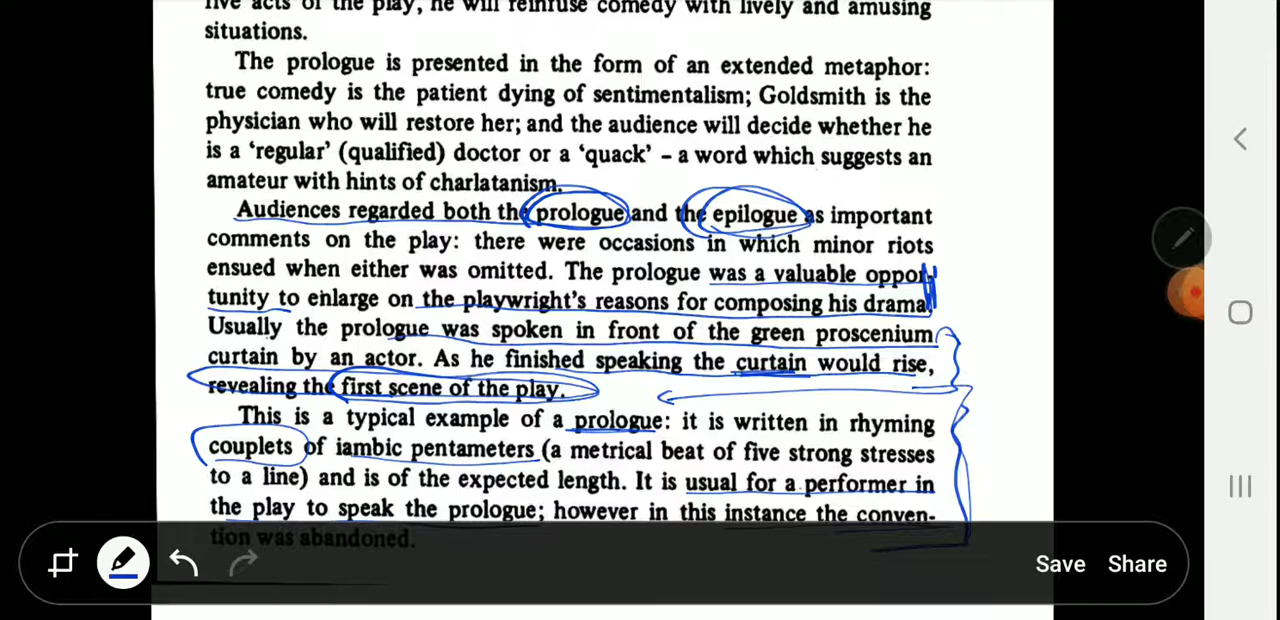 five acts of the play, he will reinfuse comedy with lively and amusing
situations.
The prologue is presented in the form of an extended metaphor:
true comedy is the patient dying of sentimentalism; Goldsmith is the
physician who will restore her; and the audience will decide whether he
is a ‘regular’ (qualified) doctor or a ‘quack’ – a word which suggests an
amateur with hints of charlatanism.
Audiences regarded both the prologue and the epilogue as important
comments on the play: there were occasions in which minor riots
ensued when either was omitted. The prologue was a valuable oppor-
tunity to enlarge on the playwright's reasons for composing his drama.
Usually the prologue was spoken in front of the green proscenium
curtain by an actor. As he finished speaking the curtain would rise,
revealing the first scene of the play.
This is a typical example of a prologue: it is written in rhyming
couplets of iambic pentameters (a metrical beat of five strong stresses
to a line) and is of the expected length. It is usual for a performer in
the play to speak the prologue; however in this instance the conven-
tion was abandoned.
Save Share